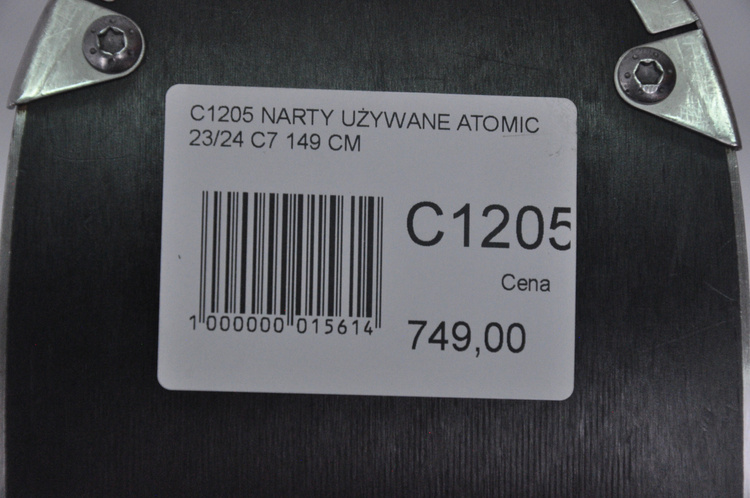 C1205 NARTY UŻYWANE ATOMIC
23/24 C7 149 CM
C1205
Cena
749,00
1 000000 015614